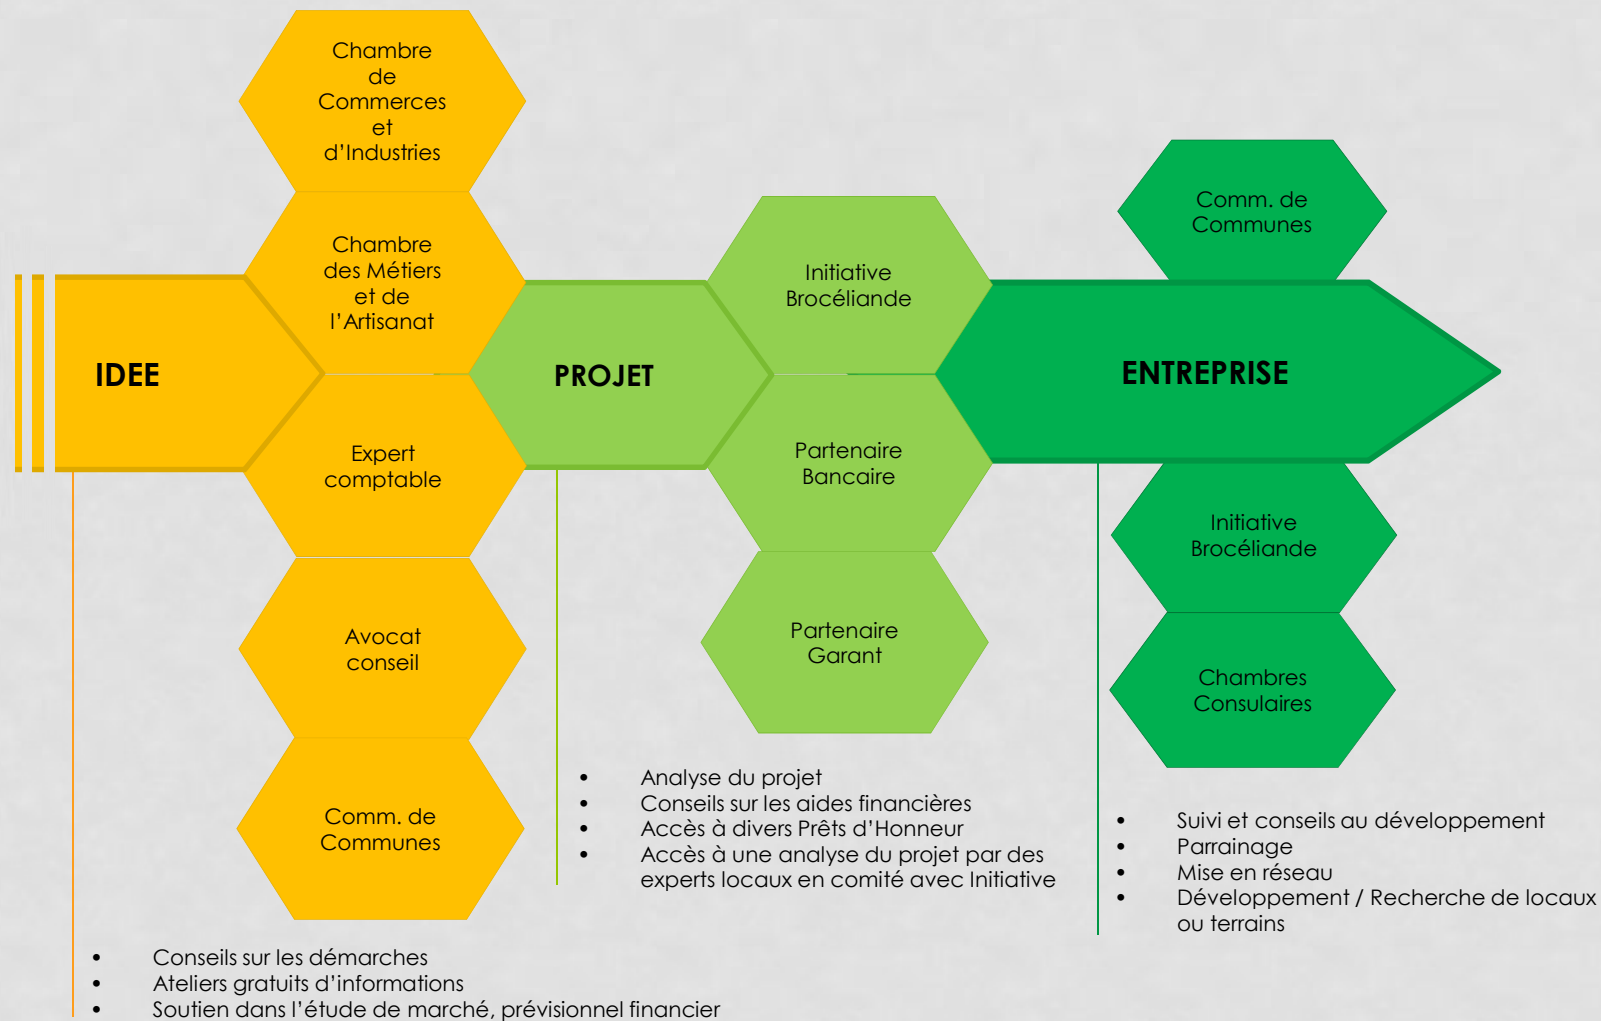 Chambre
de
Commerces
et
d’Industries
Chambre
des Métiers
et de
l’Artisanat
IDEE
Expert
comptable
Avocat
conseil
Comm. de
Communes
• Conseils sur les démarches
• Ateliers gratuits d’informations
• Soutien dans l’étude de marché, prévisionnel financier
PROJET
Initiative
Brocéliande
Partenaire
Bancaire
Partenaire
Garant
• Analyse du projet
• Conseils sur les aides financières
• Accès à divers Prêts d’Honneur
• Accès à une analyse du projet par des
experts locaux en comité avec Initiative
Comm. de
Communes
ENTREPRISE
Initiative
Brocéliande
Chambres
Consulaires
• Suivi et conseils au développement
• Parrainage
• Mise en réseau
• Développement / Recherche de locaux
ou terrains